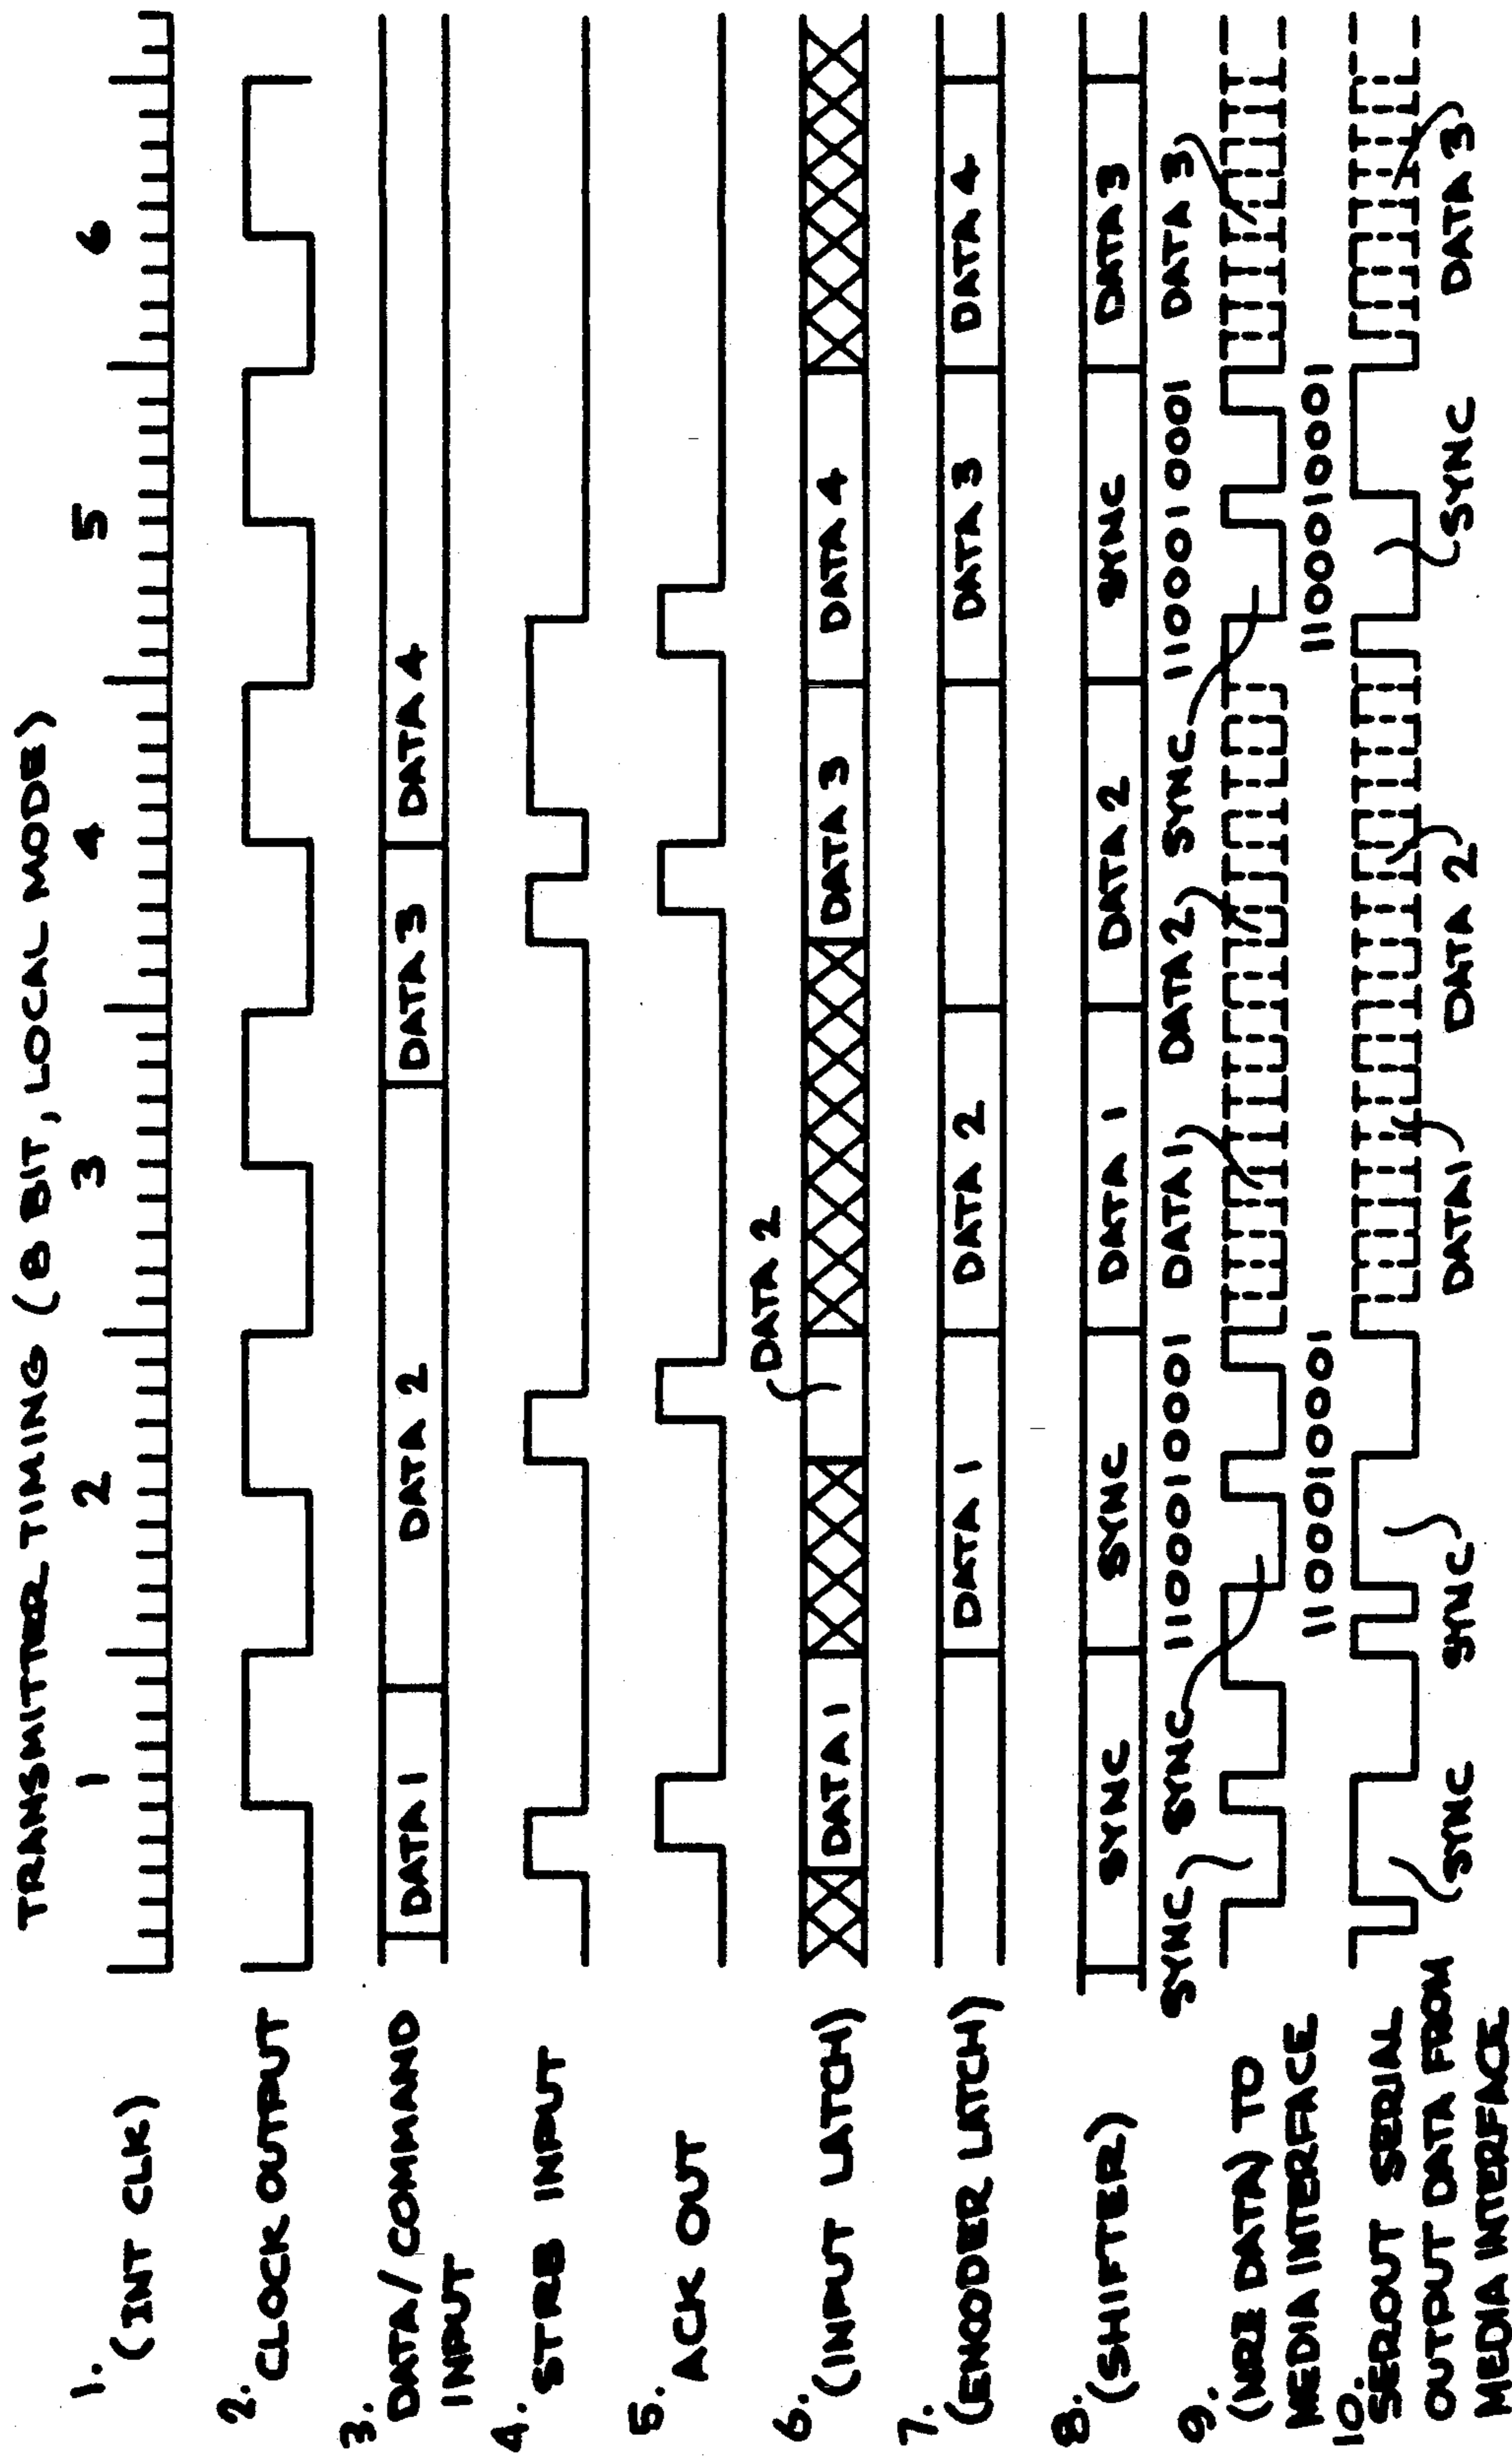 TRANSMITTER TIMING (8 BIT, LOCAL MODE)
1 2 3 4 5 6
1. (INT CLK)
2. CLOCK OUTPUT
3. DATA/COMMAND
INPUT
DATA 1 DATA 2 DATA 3 DATA 4
4. STRB INPUT
5. ACK OUT
DATA 2
6. (INPUT LATCH)
DATA 1 DATA 3 DATA 4
7. (ENCODER LATCH)
DATA 1 DATA 2 DATA 3 DATA 4
8. (SHIFTER)
SYNC SYNC DATA 1 DATA 2 SYNC DATA 3
SYNC SYNC 1100010001 DATA 1 DATA 2 SYNC 1100010001 DATA 3
9. (NRZ DATA) TO
MEDIA INTERFACE
1100010001 1100010001
10. SEROUT SERIAL
OUTPUT DATA FROM
MEDIA INTERFACE
SYNC SYNC DATA1 DATA 2 SYNC DATA 3